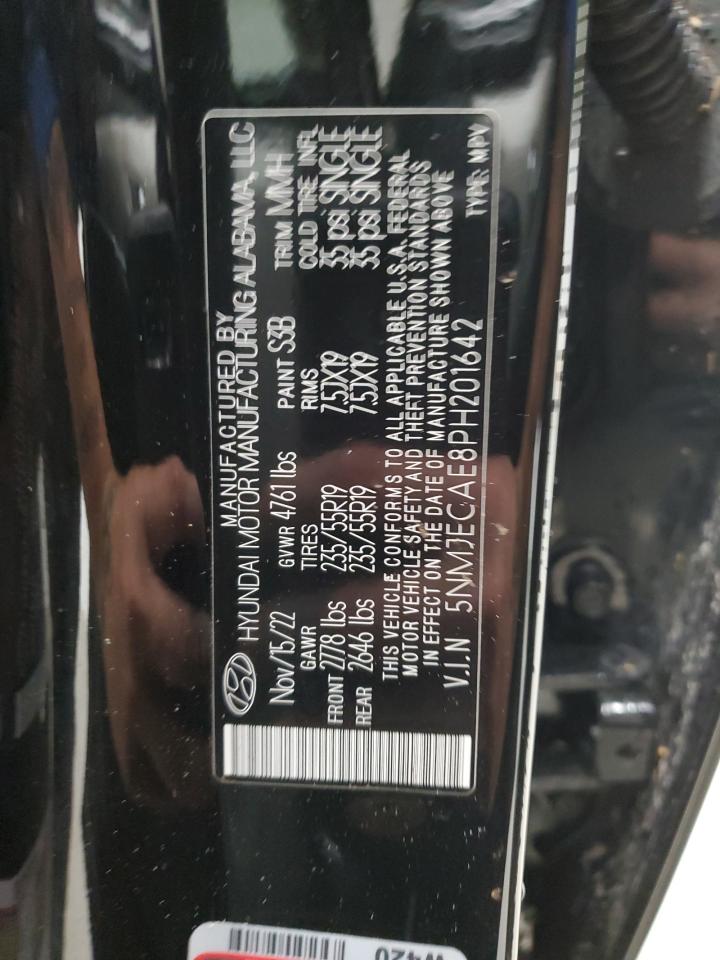 MANUFACTURED BY
HYUNDAI MOTOR MANUFACTURING ALABAMA, LLC
Nov/15/22 GVWR 4761 lbs PAINT S3B TRIM MMH
GAWR TIRES RIMS COLD TIRE INFL
FRONT 2778 lbs 235/55R19 7.5JX19 35 psi SINGLE
REAR 2646 lbs 235/55R19 7.5JX19 35 psi SINGLE
THIS VEHICLE CONFORMS TO ALL APPLICABLE U.S.A. FEDERAL
MOTOR VEHICLE SAFETY AND THEFT PREVENTION STANDARDS
IN EFFECT ON THE DATE OF MANUFACTURE SHOWN ABOVE
V.I.N 5NMJECAE8PH201642 TYPE: MPV
W420